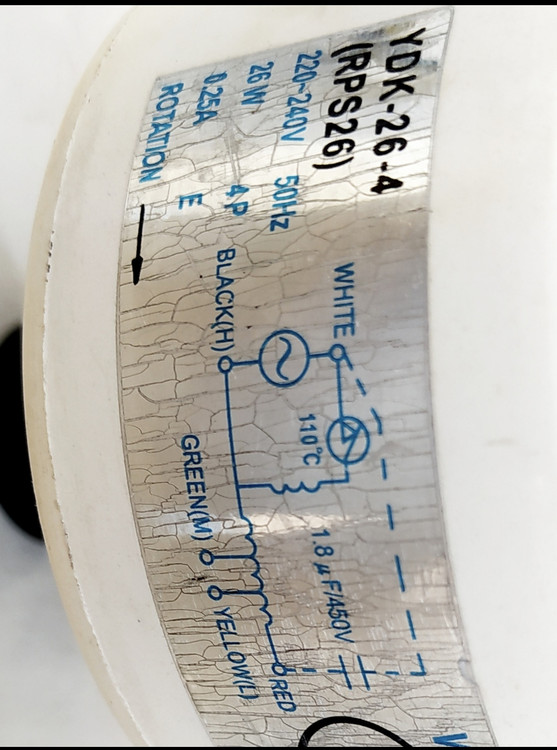 YDK-26-4
(RPS26)
220~240V 50Hz
26W 4P
0.25A E
ROTATION
WHITE
BLACK(H)
110°C
1.8μF/450V
GREEN(M)
YELLOW(L)
RED